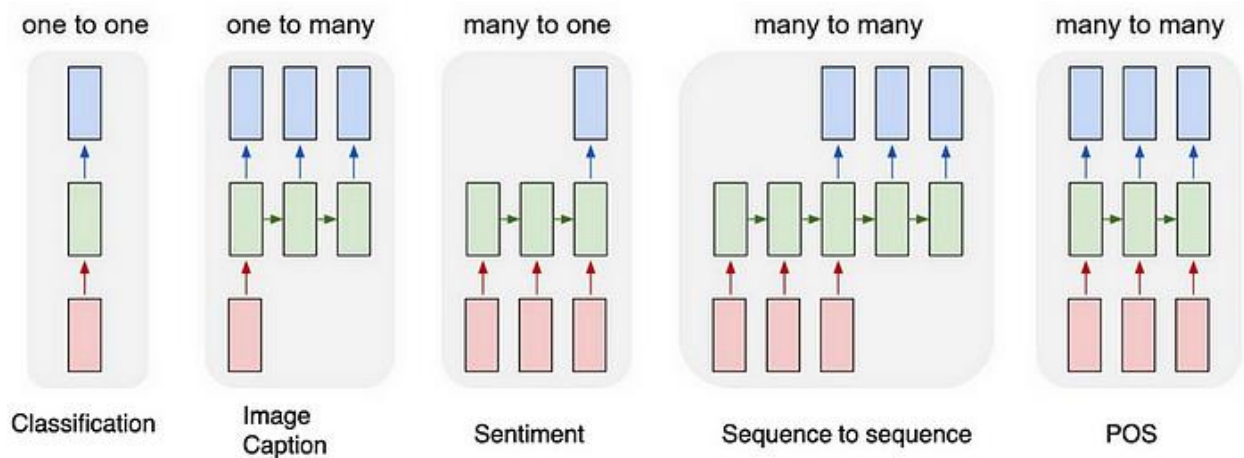 one to one
one to many
many to one
many to many
many to many
Classification
Image
Caption
Sentiment
Sequence to sequence
POS